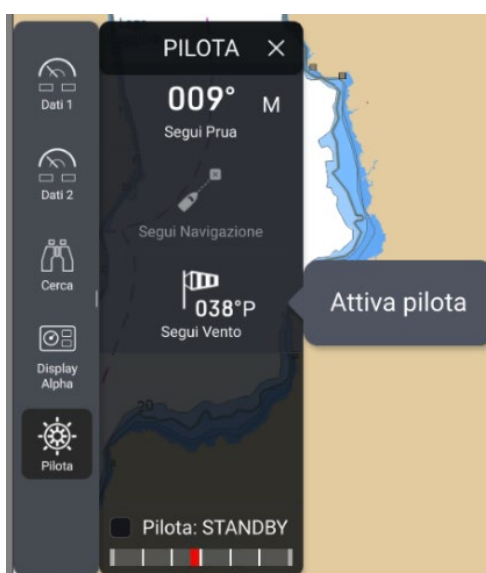 PILOTA ×
Dati 1
009° M
Segui Prua
Dati 2
Segui Navigazione
Cerca
038°P
Segui Vento
Attiva pilota
Display
Alpha
20
Pilota
Pilota: STANDBY